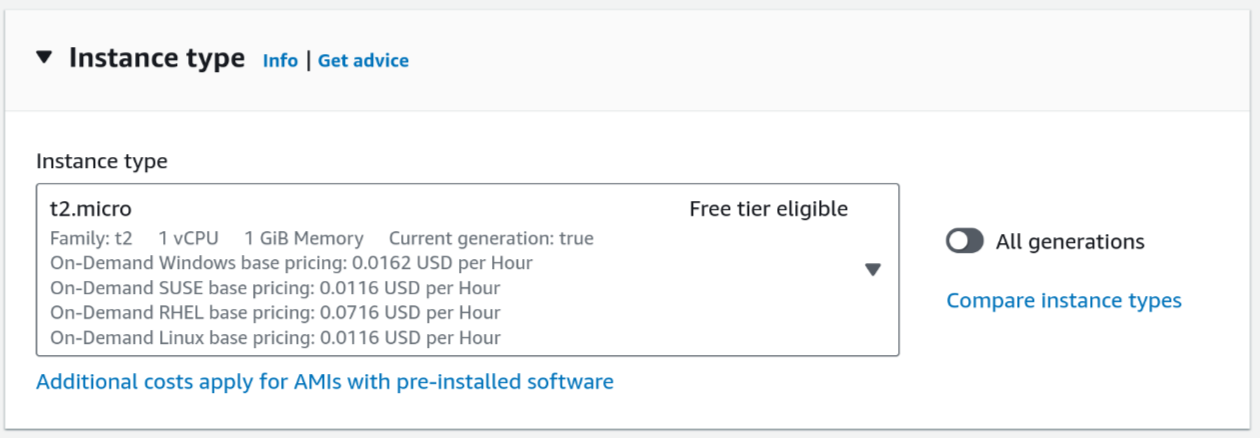 Instance type Info | Get advice
Instance type
t2.micro Free tier eligible
Family: t2 1 vCPU 1 GiB Memory Current generation: true
On-Demand Windows base pricing: 0.0162 USD per Hour
On-Demand SUSE base pricing: 0.0116 USD per Hour
On-Demand RHEL base pricing: 0.0716 USD per Hour
On-Demand Linux base pricing: 0.0116 USD per Hour
All generations
Compare instance types
Additional costs apply for AMIs with pre-installed software